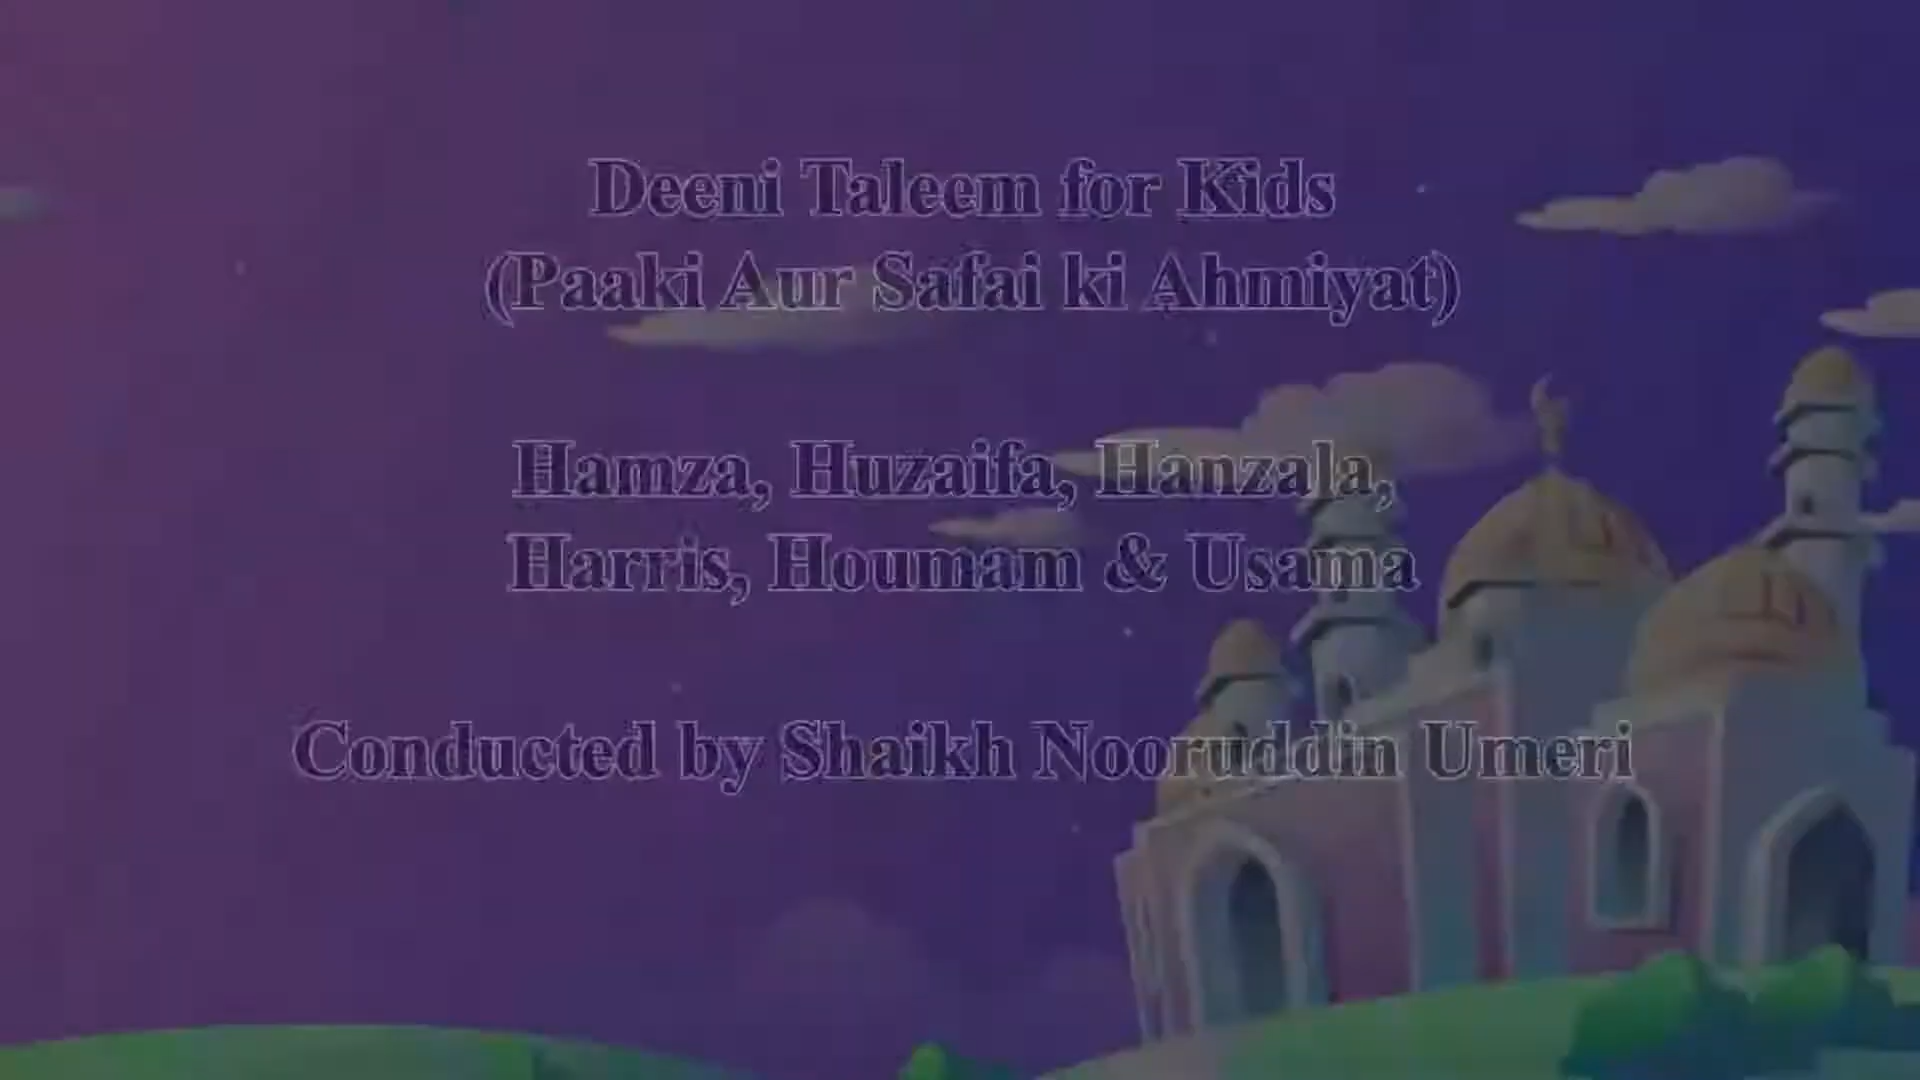 Deeni Taleem for Kids
(Paaki Aur Safai ki Ahmiyat)
Hamza, Huzaifa, Hanzala,
Harris, Houmam & Usama
Conducted by Shaikh Nooruddin Umeri